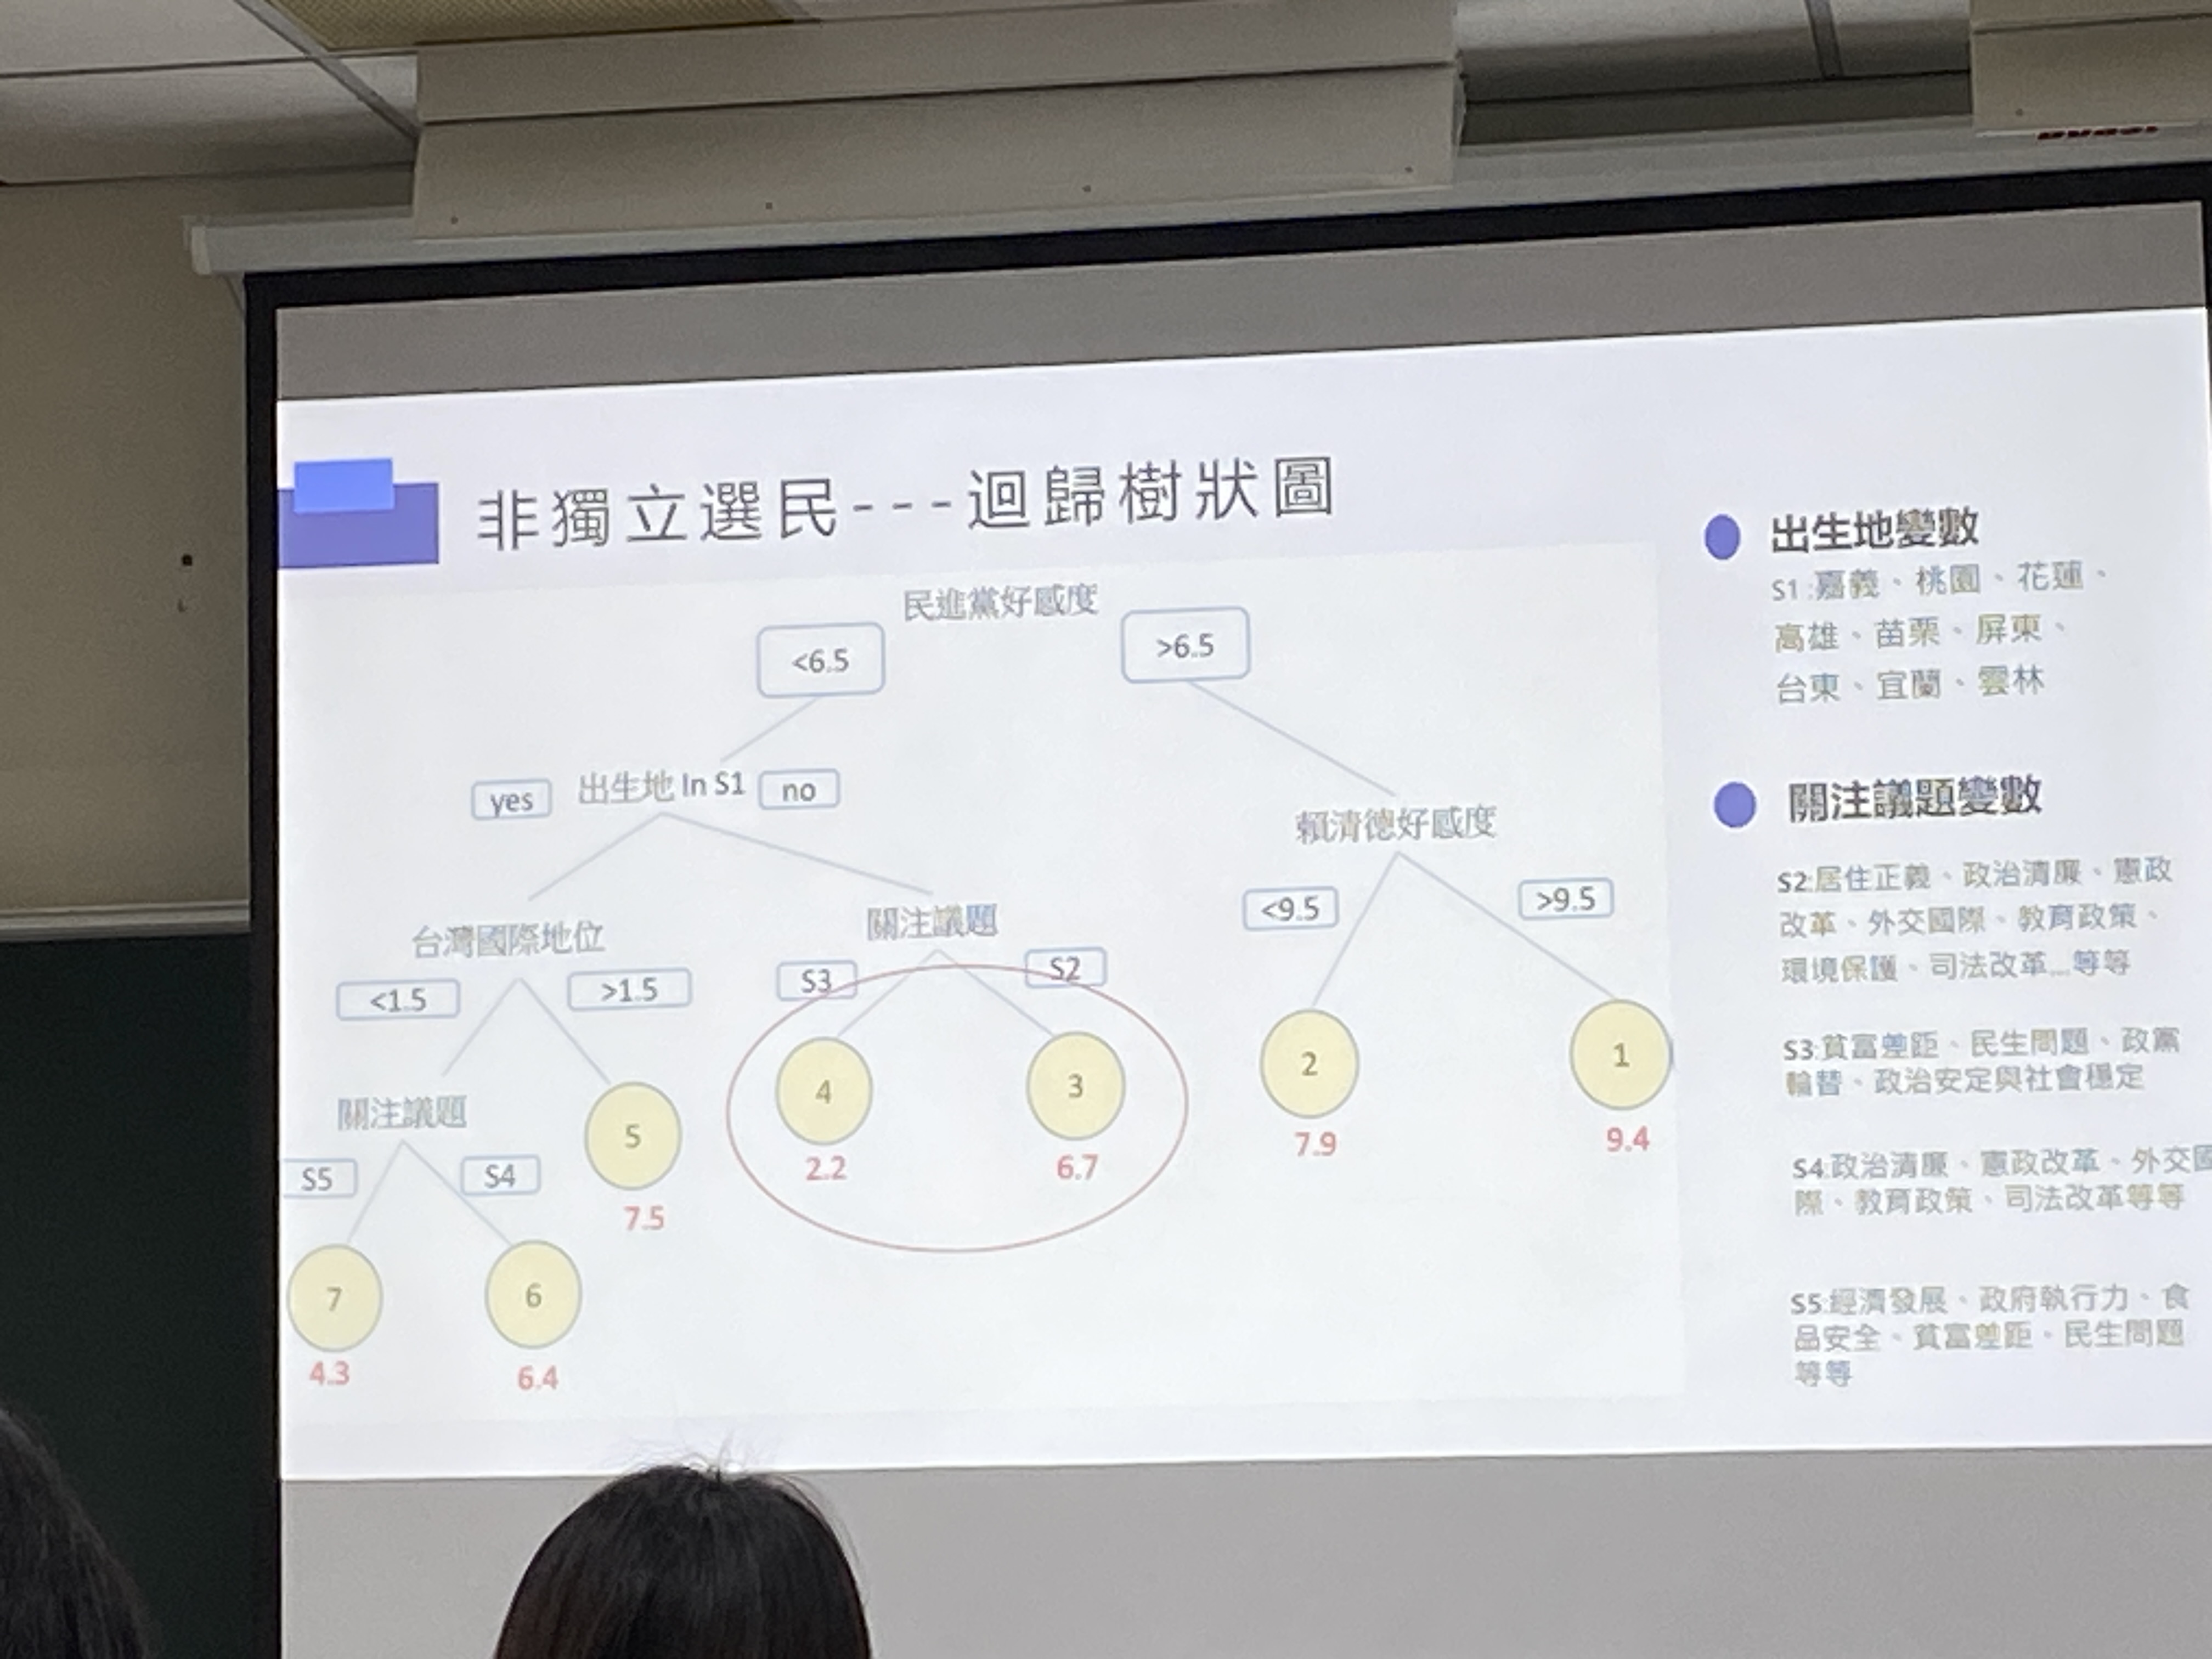 非獨立選民---迴歸樹狀圖
民進黨好感度
<6.5
>6.5
yes
出生地 In S1
no
賴清德好感度
<9.5
>9.5
台灣國際地位
關注議題
<1.5
>1.5
S3
S2
關注議題
S5
S4
5
7.5
4
2.2
3
6.7
2
7.9
1
9.4
7
4.3
6
6.4
出生地變數
S1:嘉義、桃園、花蓮、
高雄、苗栗、屏東、
台東、宜蘭、雲林
關注議題變數
S2:居住正義、政治清廉、憲政
改革、外交國際、教育政策、
環境保護、司法改革...等等
S3:貧富差距、民生問題、政黨
輪替、政治安定與社會穩定
S4:政治清廉、憲政改革、外交國
際、教育政策、司法改革等等
S5:經濟發展、政府執行力、食
品安全、貧富差距、民生問題
等等